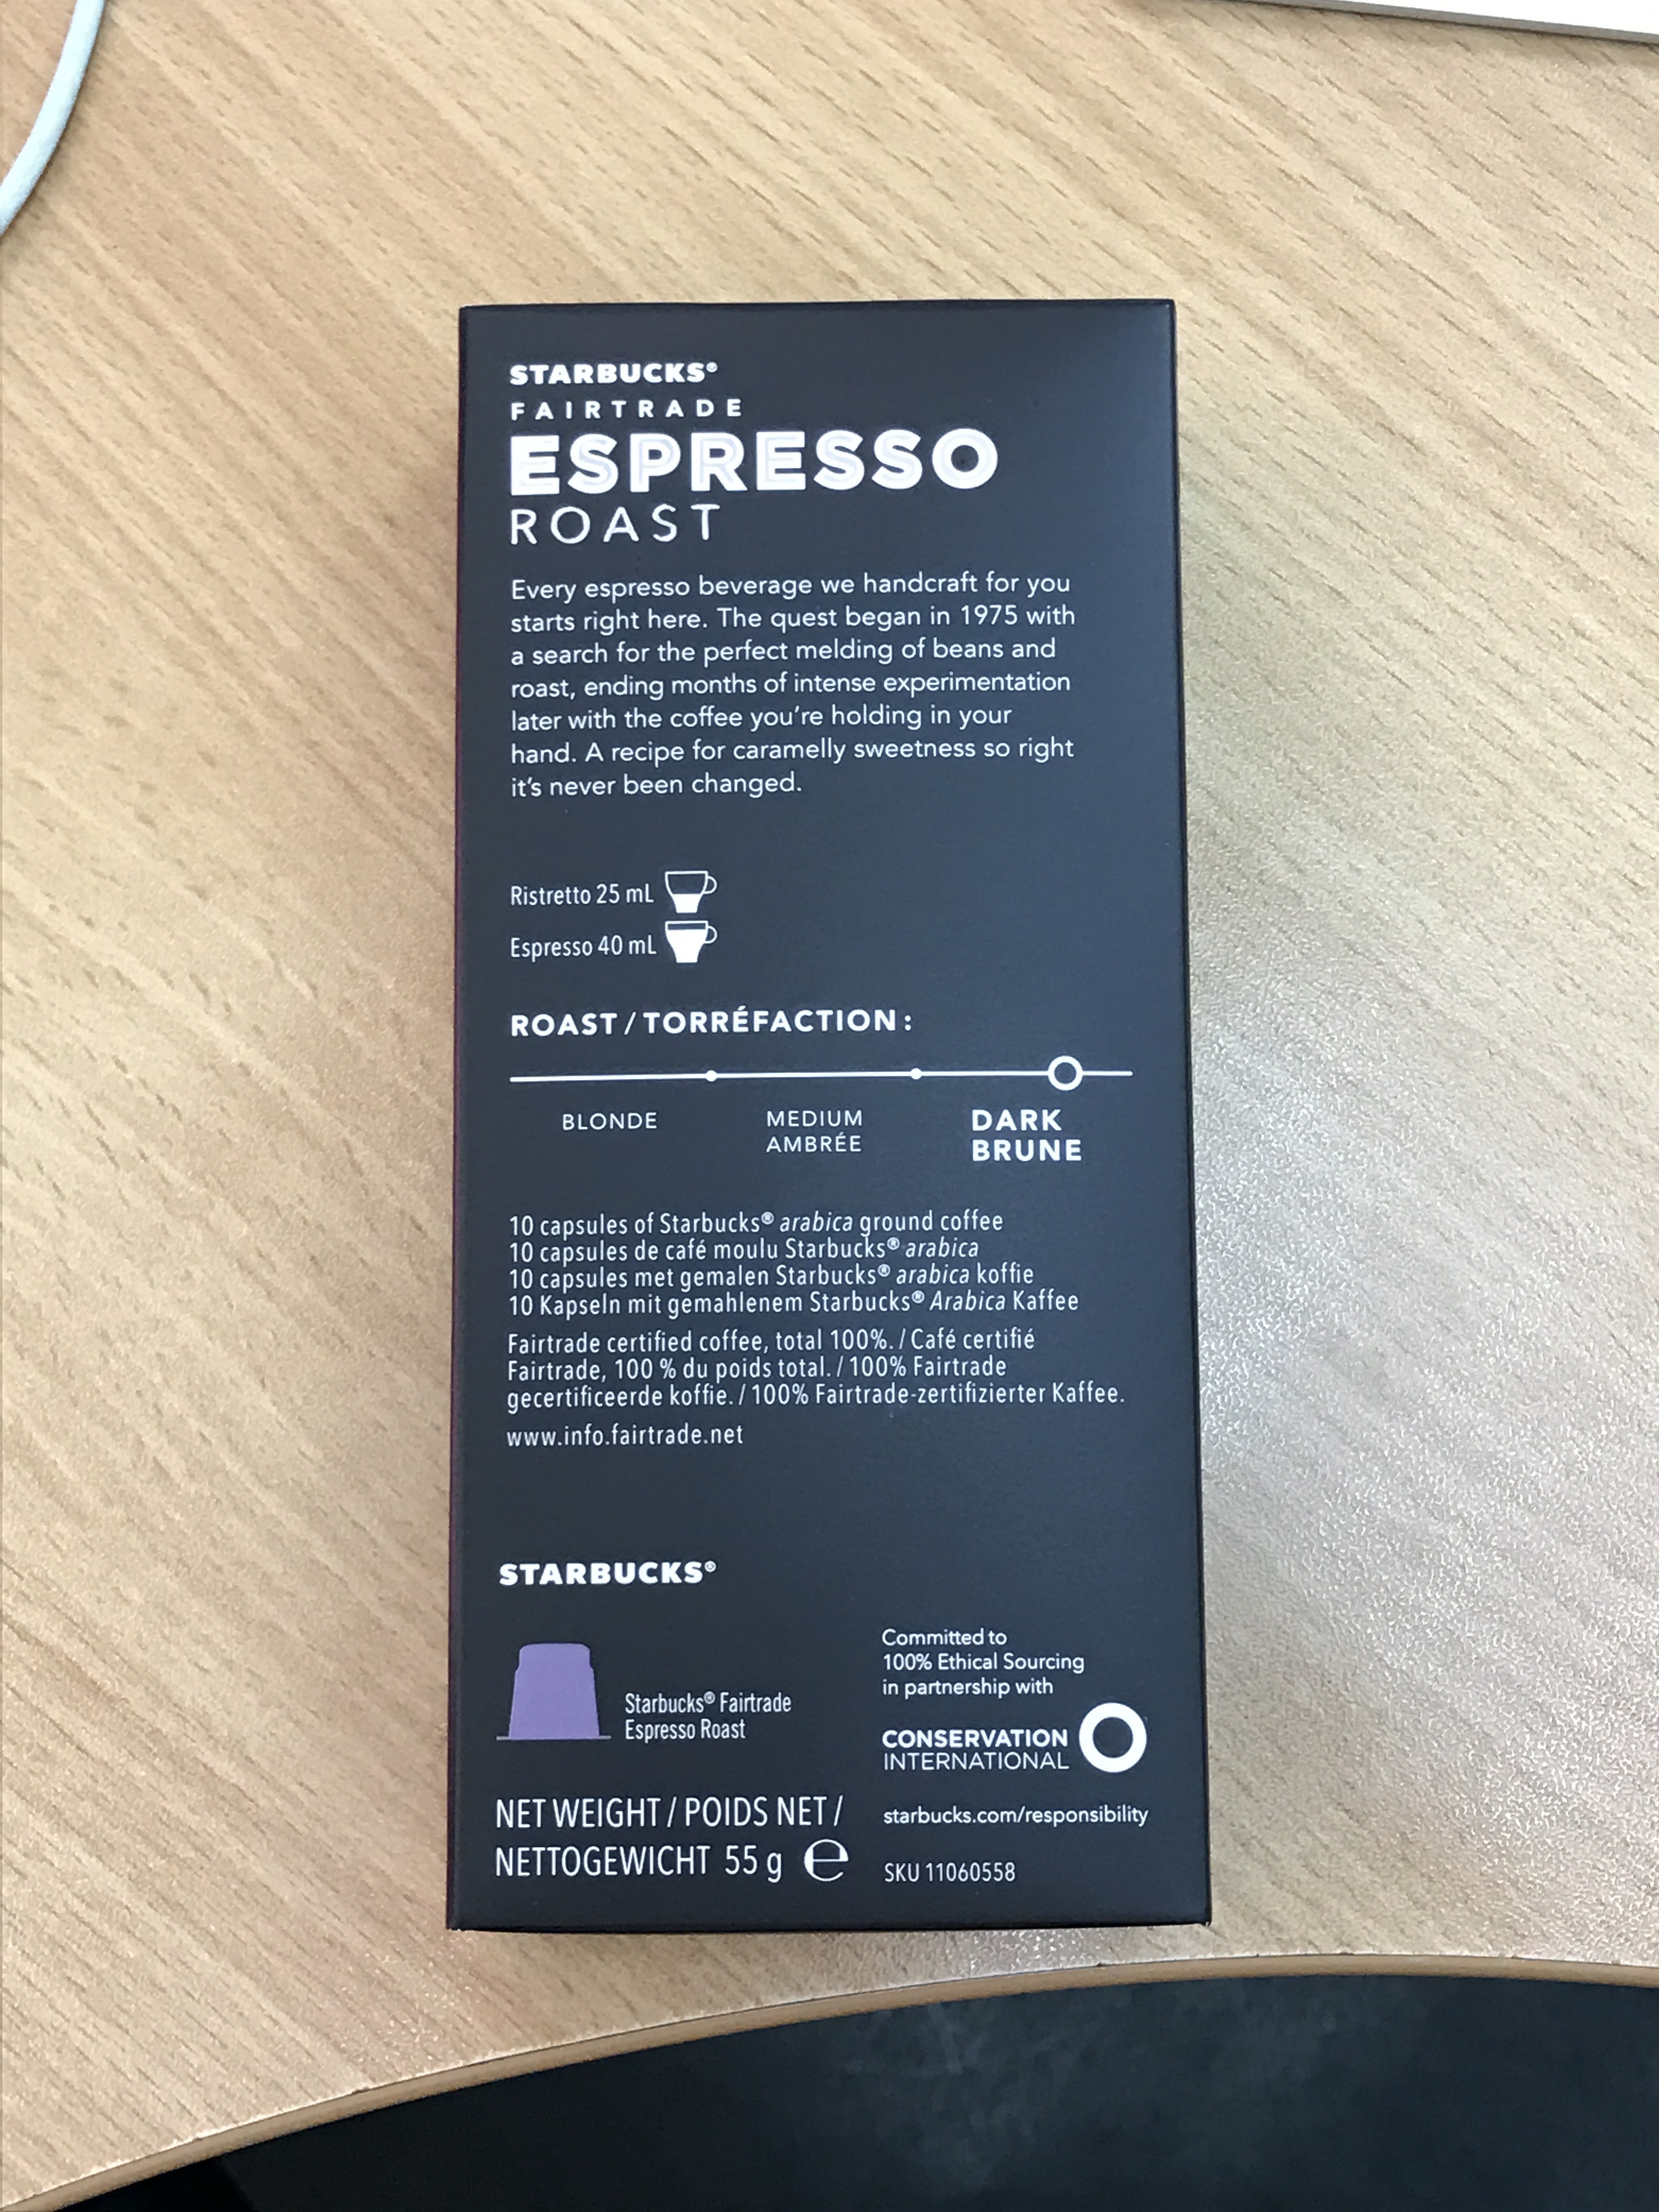 STARBUCKS®
FAIRTRADE
ESPRESSO
ROAST
Every espresso beverage we handcraft for you
starts right here. The quest began in 1975 with
a search for the perfect melding of beans and
roast, ending months of intense experimentation
later with the coffee you're holding in your
hand. A recipe for caramelly sweetness so right
it's never been changed.
Ristretto 25 mL
Espresso 40 mL
ROAST / TORRÉFACTION :
BLONDE
MEDIUM
AMBRÉE
DARK
BRUNE
10 capsules of Starbucks® arabica ground coffee
10 capsules de café moulu Starbucks® arabica
10 capsules met gemalen Starbucks® arabica koffie
10 Kapseln mit gemahlenem Starbucks® Arabica Kaffee
Fairtrade certified coffee, total 100%. / Café certifié
Fairtrade, 100 % du poids total. / 100% Fairtrade
gecertificeerde koffie. / 100% Fairtrade-zertifizierter Kaffee.
www.info.fairtrade.net
STARBUCKS®
Starbucks® Fairtrade
Espresso Roast
NET WEIGHT / POIDS NET /
NETTOGEWICHT 55 g ℮
Committed to
100% Ethical Sourcing
in partnership with
CONSERVATION
INTERNATIONAL
starbucks.com/responsibility
SKU 11060558